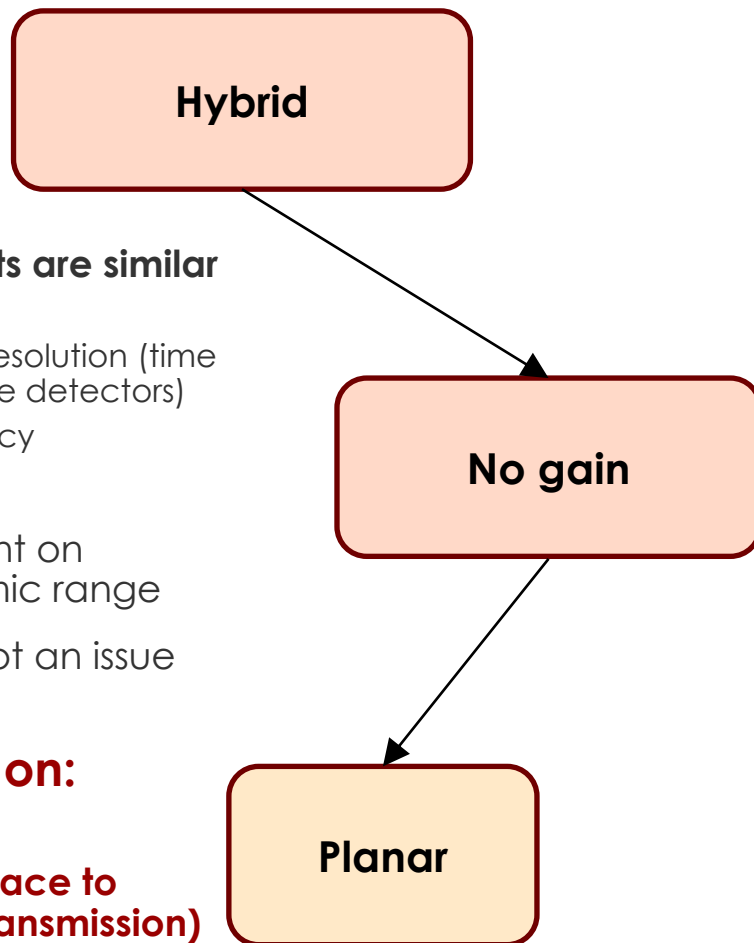 Hybrid
ts are similar
esolution (time
e detectors)
cy
No gain
nt on
nic range
ot an issue
on:
Planar
ace to
ansmission)